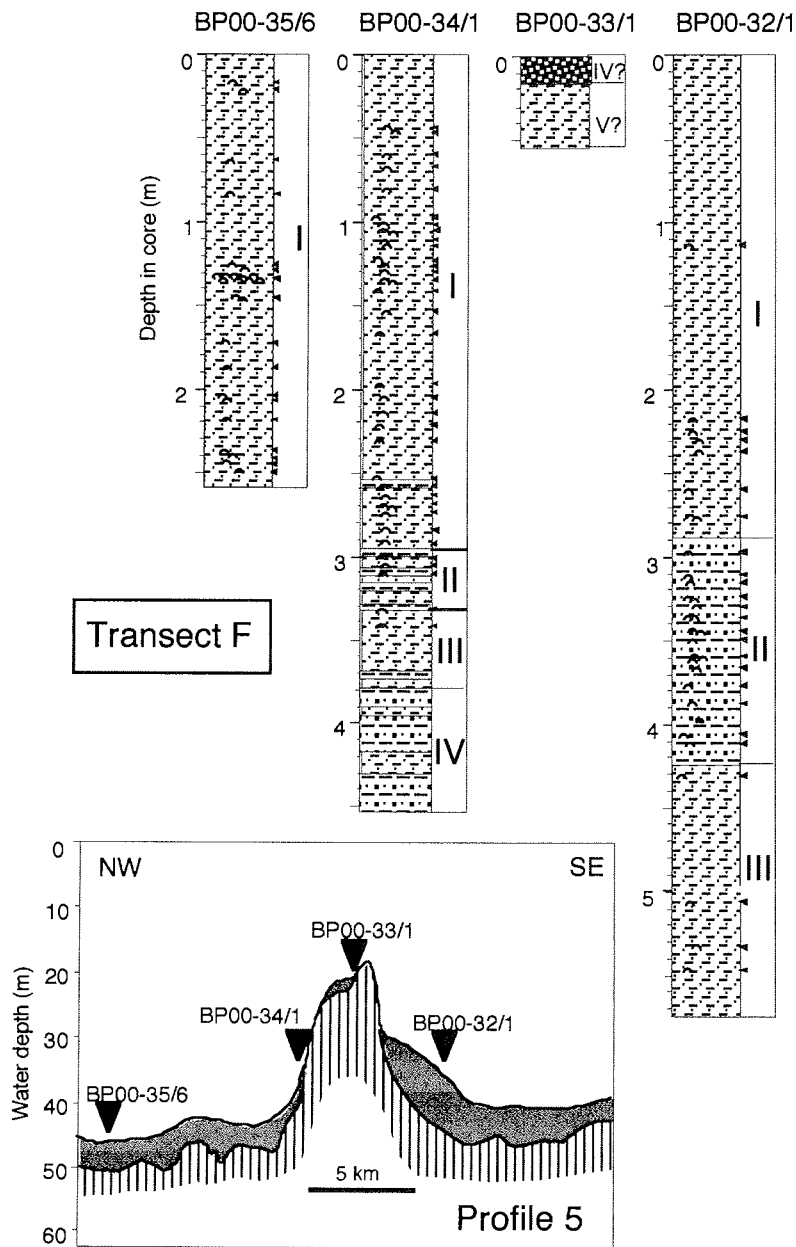 BP00-35/6 BP00-34/1 BP00-33/1 BP00-32/1
Depth in core (m)
0
1
2
I
0
1
2
3
4
I
II
III
IV
0
IV?
V?
0
1
2
3
4
5
I
II
III
Transect F
Water depth (m)
0
10
20
30
40
50
60
NW SE
BP00-33/1
BP00-34/1
BP00-32/1
BP00-35/6
5 km
Profile 5